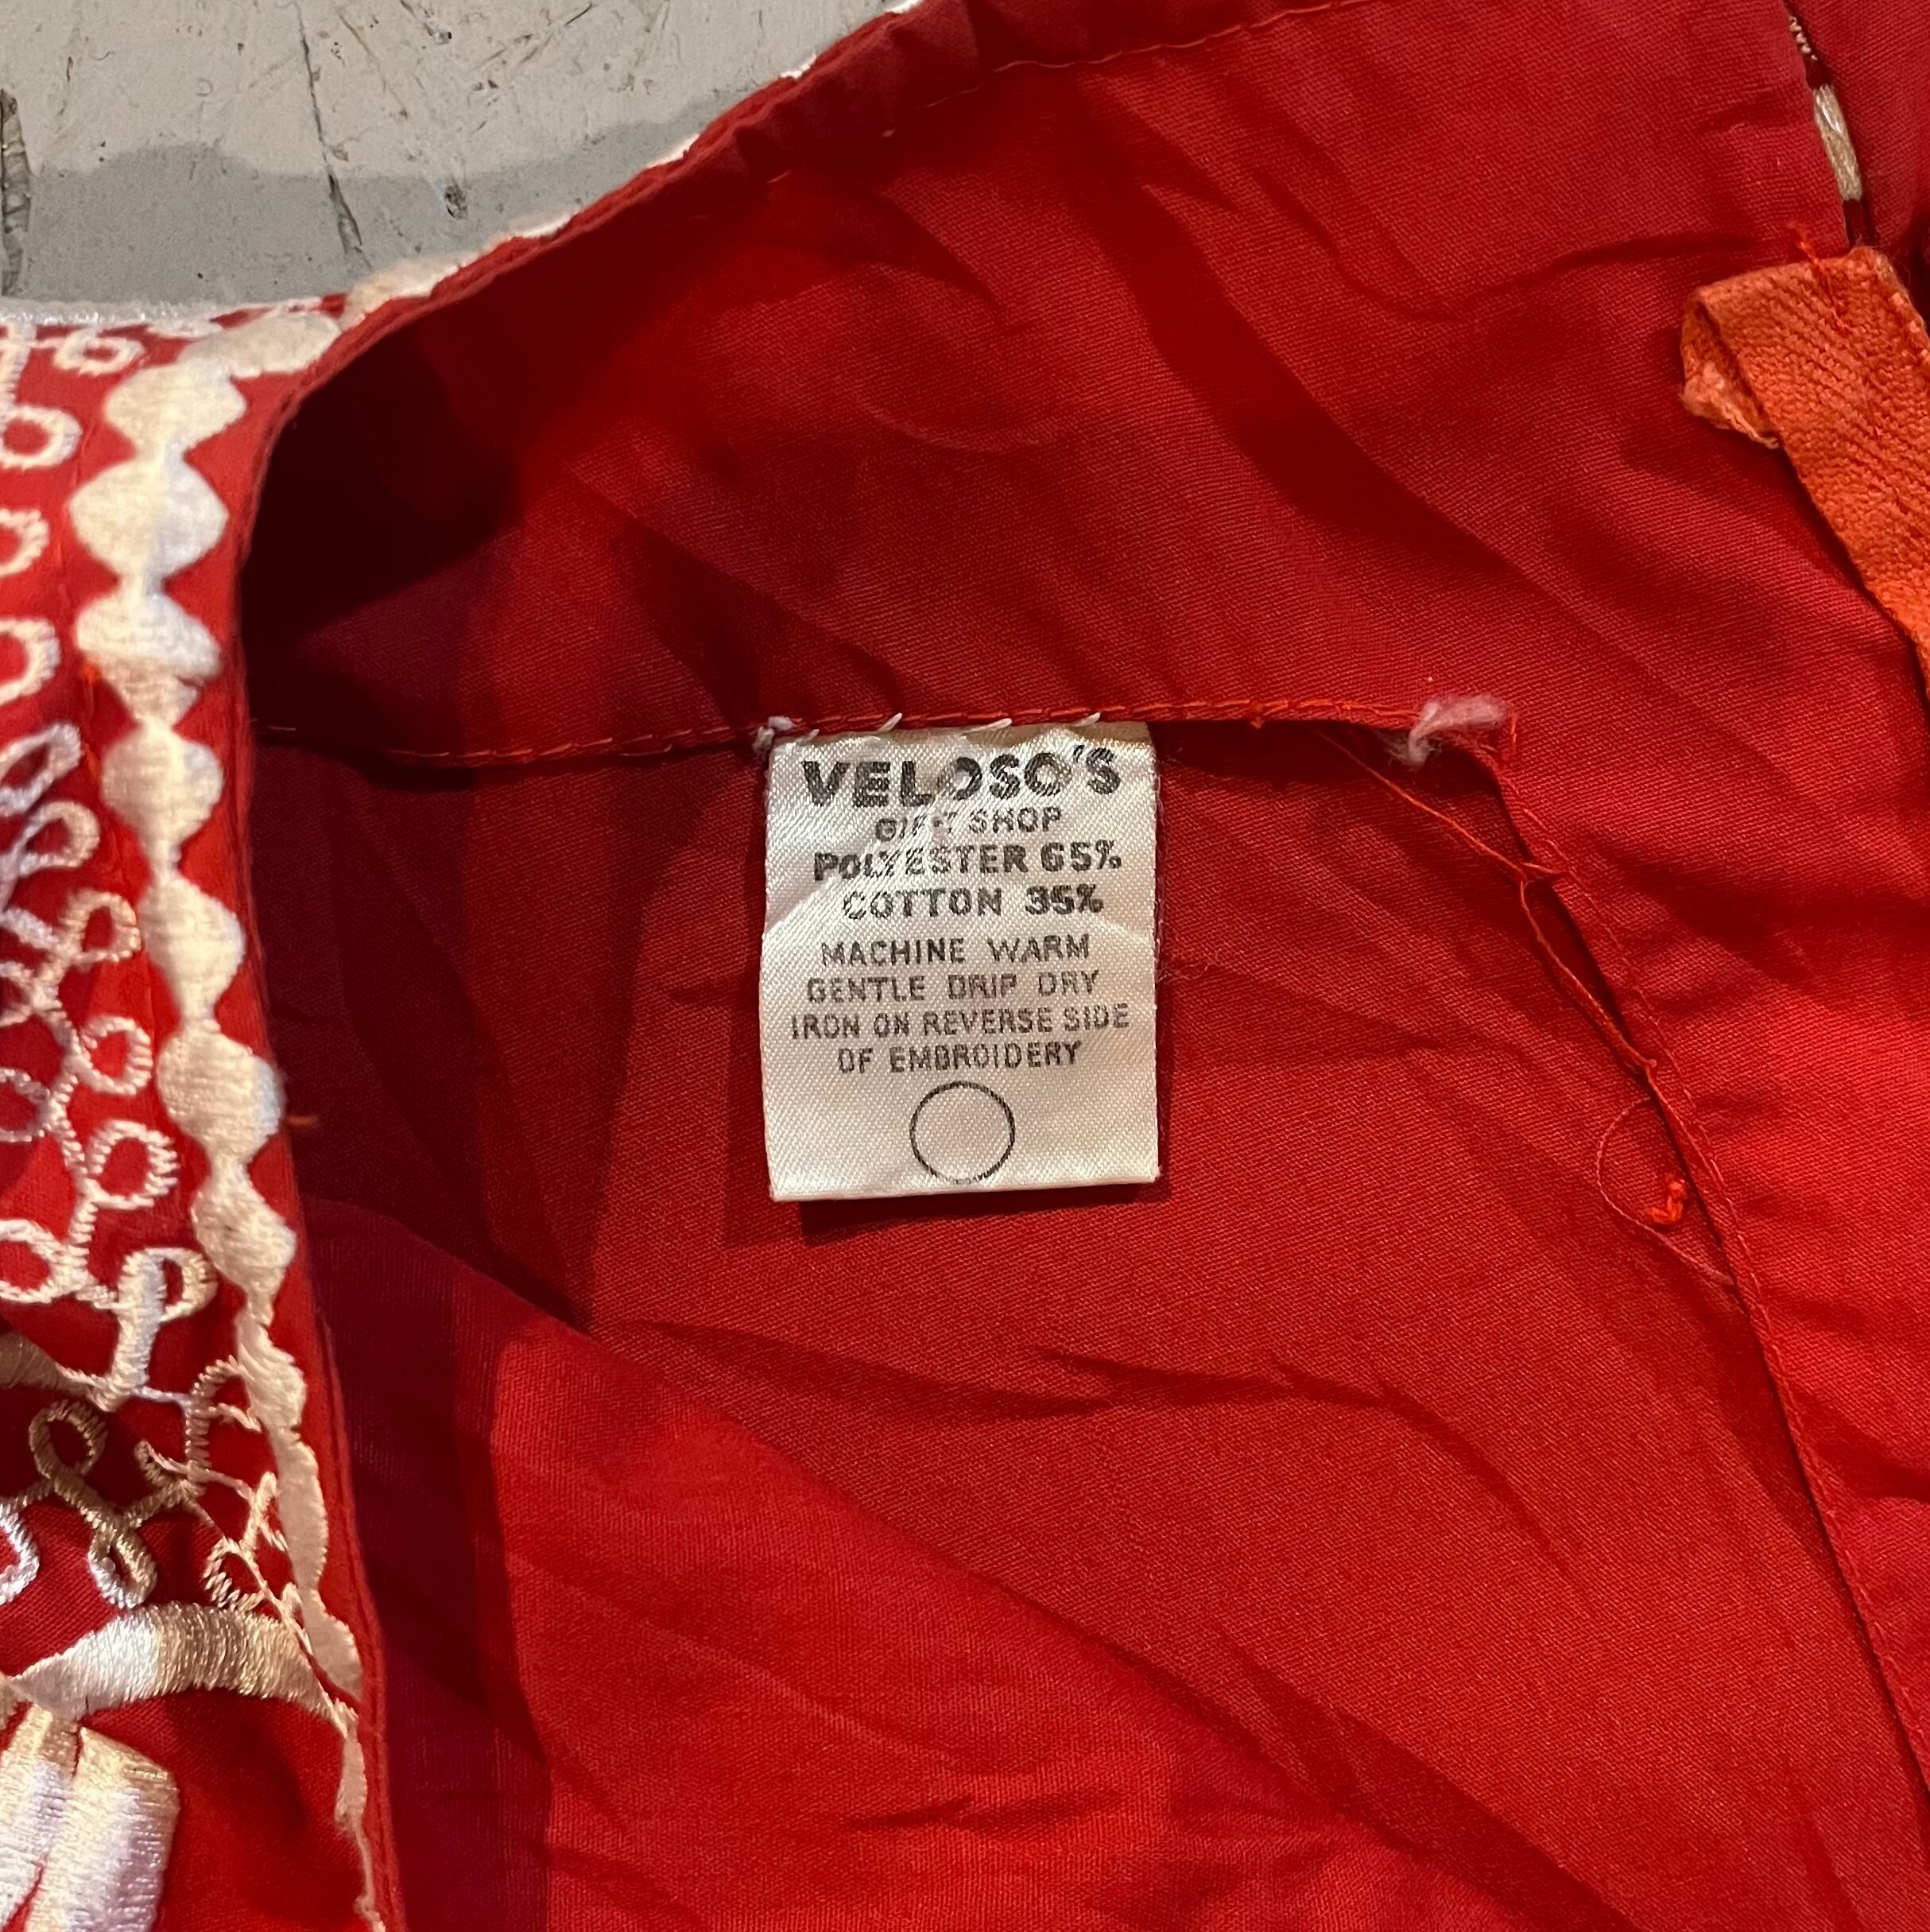 VELOSO'S
GIFT SHOP
POLYESTER 65%
COTTON 35%
MACHINE WARM
GENTLE DRIP DRY
IRON ON REVERSE SIDE
OF EMBROIDERY